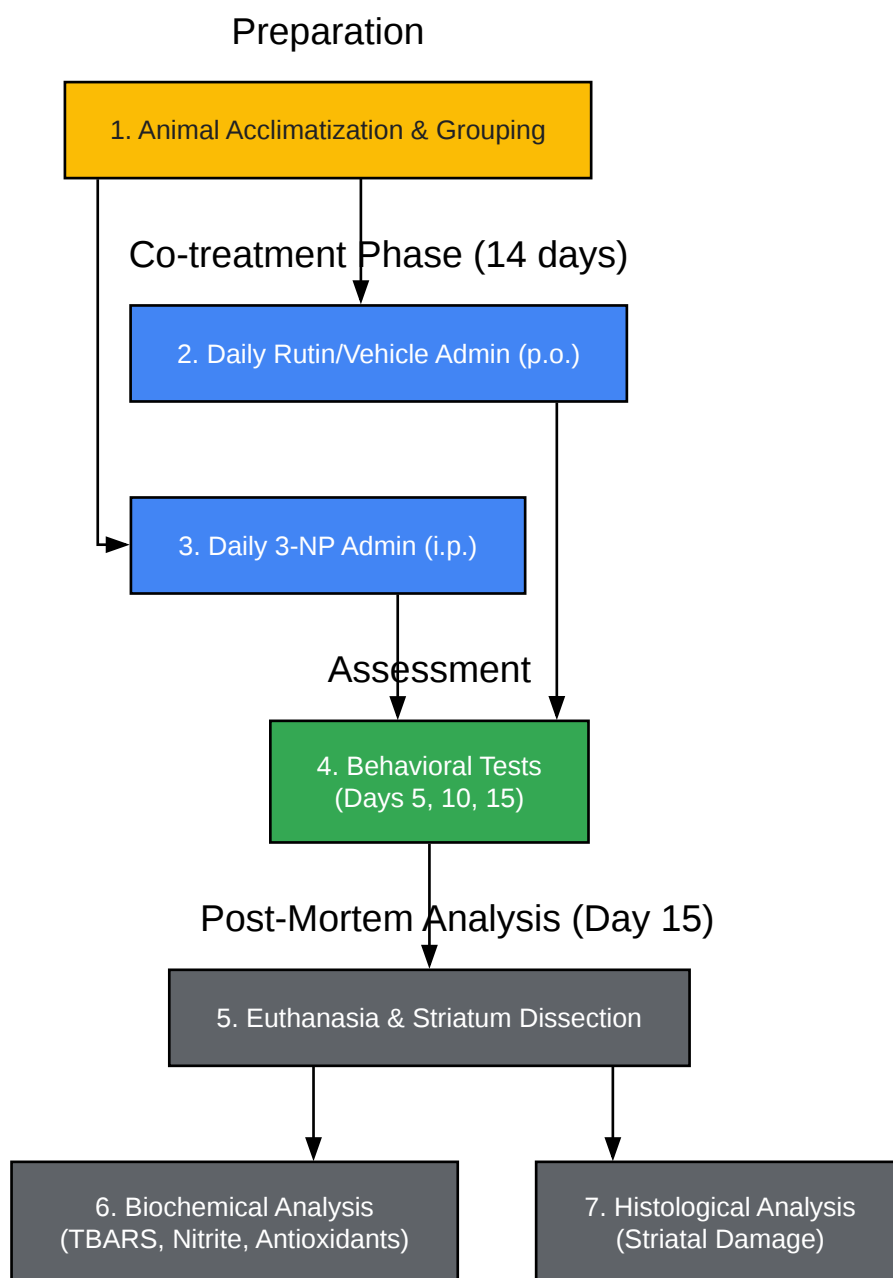 Preparation
1. Animal Acclimatization & Grouping
Co-treatment Phase (14 days)
2. Daily Rutin/Vehicle Admin (p.o.)
3. Daily 3-NP Admin (i.p.)
Assessment
4. Behavioral Tests
(Days 5, 10, 15)
Post-Mortem Analysis (Day 15)
5. Euthanasia & Striatum Dissection
6. Biochemical Analysis
(TBARS, Nitrite, Antioxidants)
7. Histological Analysis
(Striatal Damage)